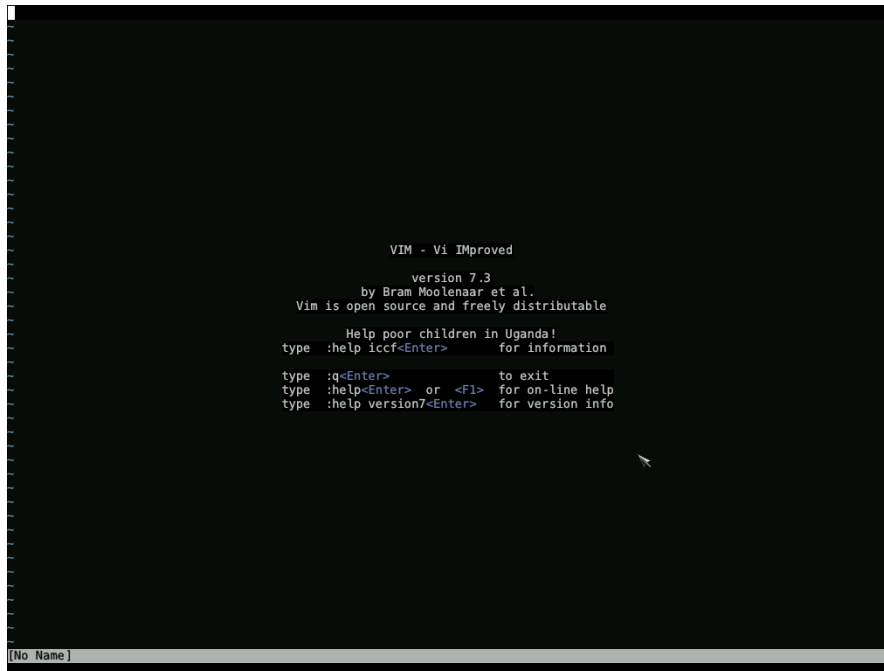 VIM - Vi IMproved
version 7.3
by Bram Moolenaar et al.
Vim is open source and freely distributable
Help poor children in Uganda!
type  :help iccf<Enter>       for information
type  :q<Enter>               to exit
type  :help<Enter>  or  <F1>  for on-line help
type  :help version7<Enter>   for version info
[No Name]